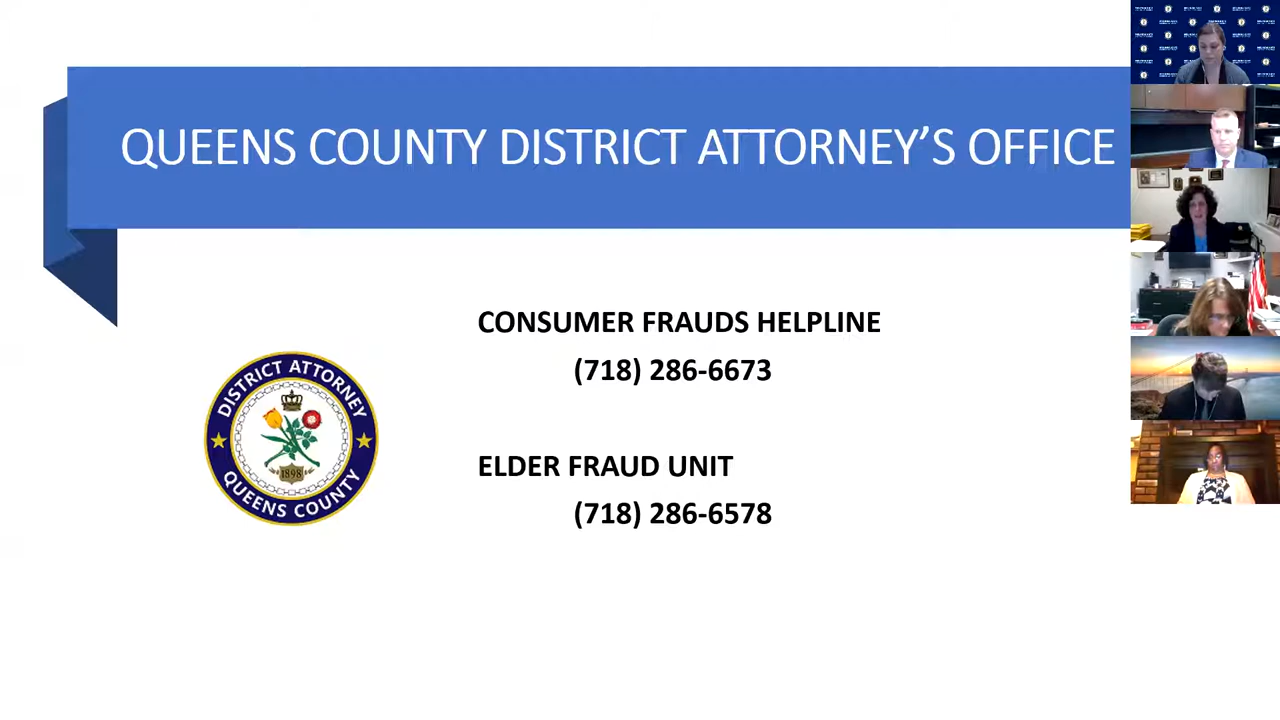 QUEENS COUNTY DISTRICT ATTORNEY’S OFFICE
CONSUMER FRAUDS HELPLINE
(718) 286-6673
ELDER FRAUD UNIT
(718) 286-6578
DISTRICT ATTORNEY
1898
QUEENS COUNTY